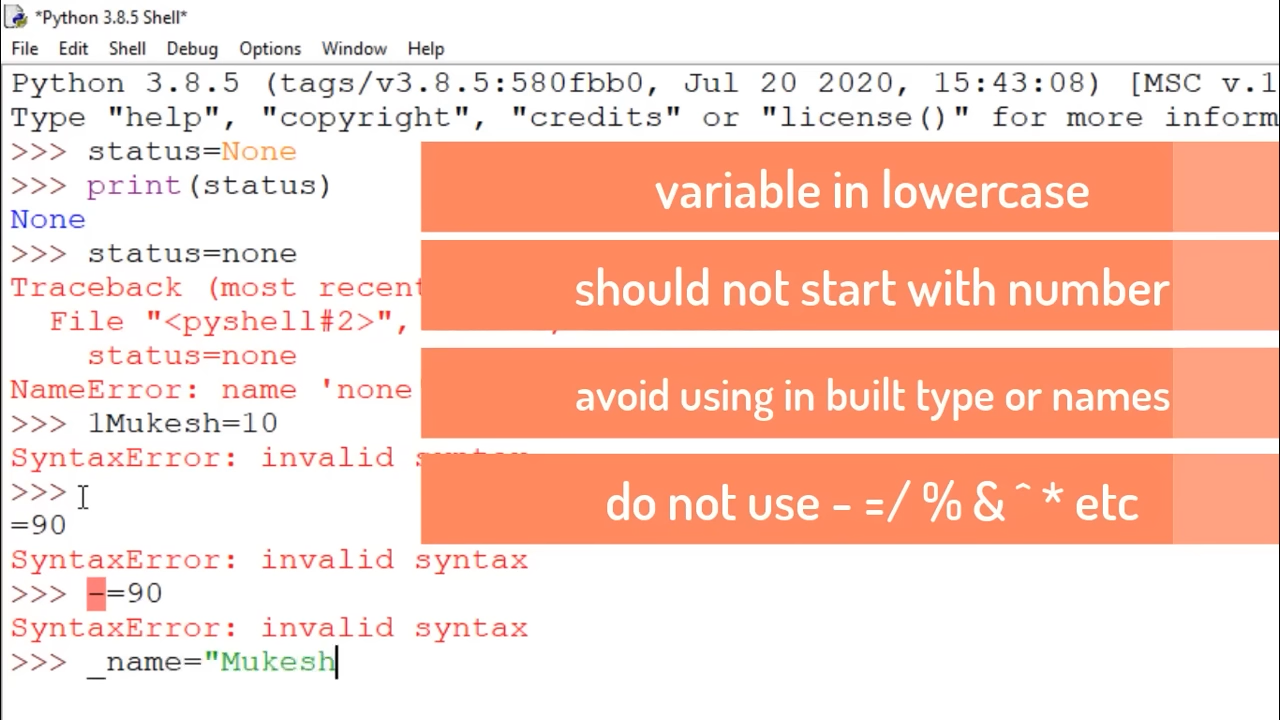 *Python 3.8.5 Shell*
File Edit Shell Debug Options Window Help
Python 3.8.5 (tags/v3.8.5:580fbb0, Jul 20 2020, 15:43:08) [MSC v.1
Type "help", "copyright", "credits" or "license()" for more inform
>>> status=None
>>> print(status)
None
>>> status=none
Traceback (most recent
File "<pyshell#2>",
status=none
NameError: name 'none'
>>> 1Mukesh=10
SyntaxError: invalid syntax
>>>
=90
SyntaxError: invalid syntax
>>> -=90
SyntaxError: invalid syntax
>>> _name="Mukesh
variable in lowercase
should not start with number
avoid using in built type or names
do not use - =/ % & ^ * etc